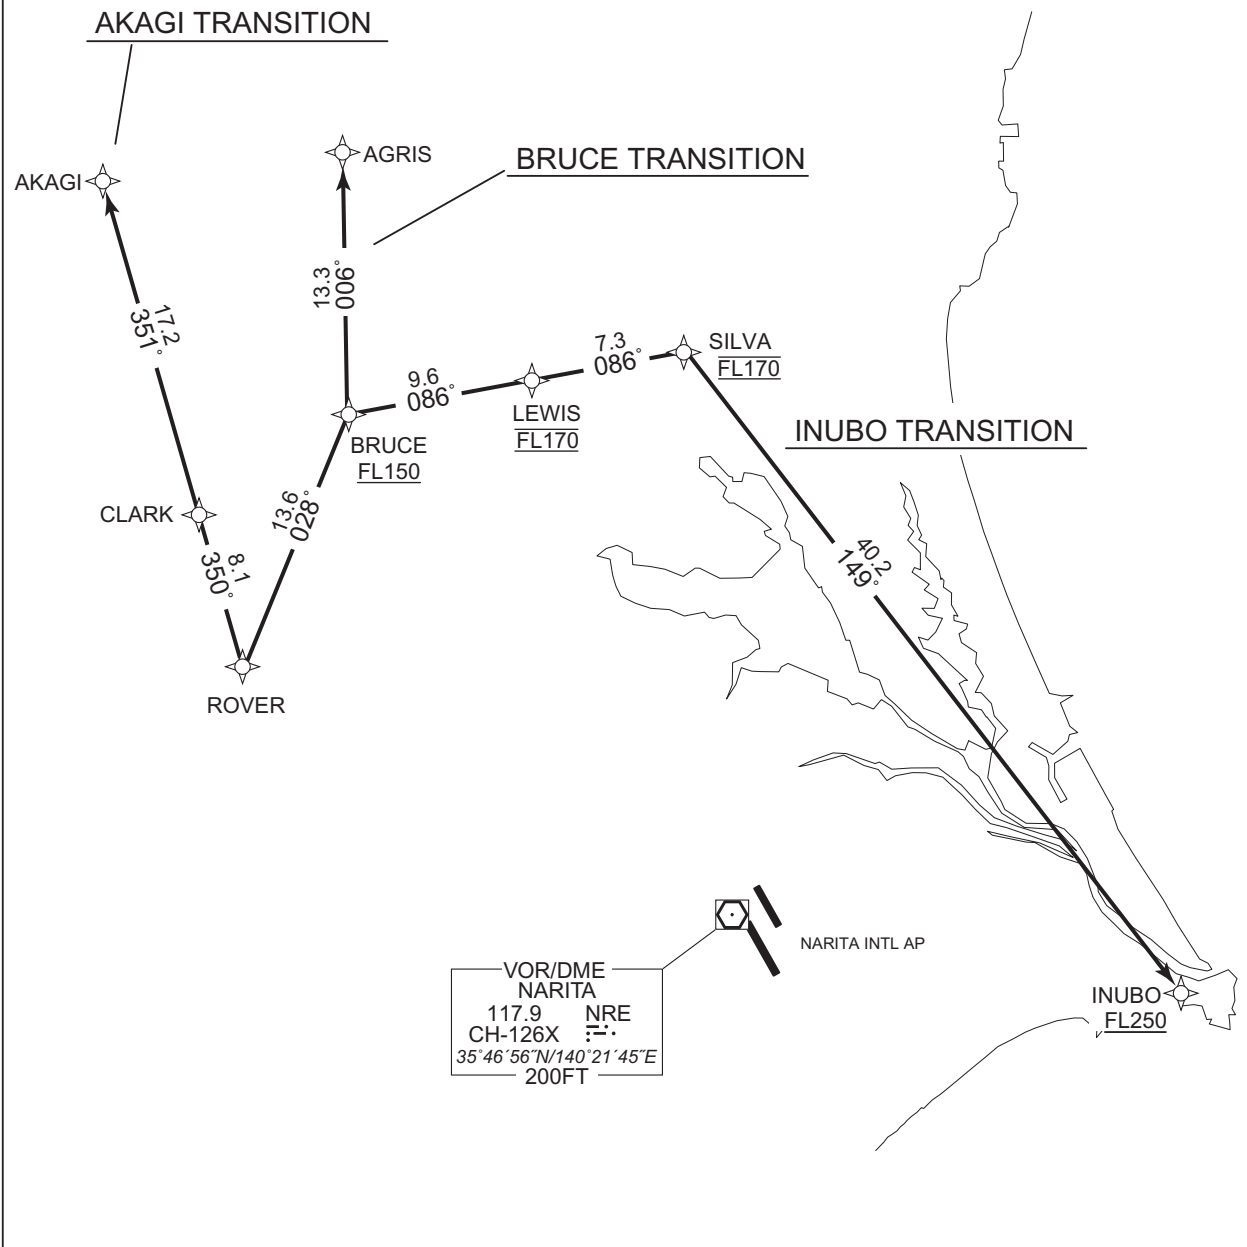 AKAGI TRANSITION
AGRIS
BRUCE TRANSITION
AKAGI
13.3
006°
17.2
351°
7.3
086°
SILVA
FL170
9.6
086°
LEWIS
FL170
INUBO TRANSITION
BRUCE
FL150
CLARK
13.6
028°
8.1
350°
40.2
149°
ROVER
NARITA INTL AP
VOR/DME
NARITA
117.9 NRE
CH-126X
35°46′56″N/140°21′45″E
200FT
INUBO
FL250